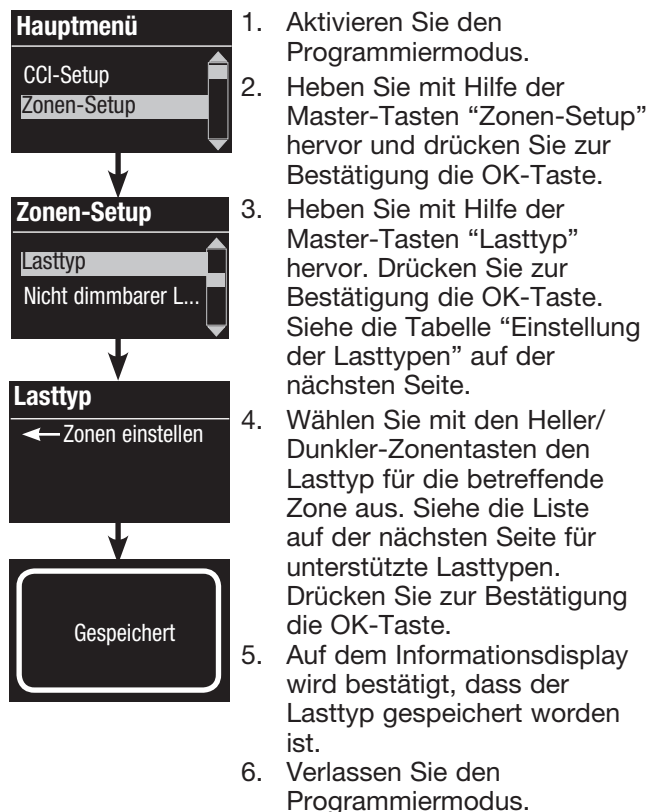 Hauptmenü
CCI-Setup
Zonen-Setup
Zonen-Setup
Lasttyp
Nicht dimmbarer L...
Lasttyp
Zonen einstellen
Gespeichert
1. Aktivieren Sie den
Programmiermodus.
2. Heben Sie mit Hilfe der
Master-Tasten “Zonen-Setup”
hervor und drücken Sie zur
Bestätigung die OK-Taste.
3. Heben Sie mit Hilfe der
Master-Tasten “Lasttyp”
hervor. Drücken Sie zur
Bestätigung die OK-Taste.
Siehe die Tabelle “Einstellung
der Lasttypen” auf der
nächsten Seite.
4. Wählen Sie mit den Heller/
Dunkler-Zonentasten den
Lasttyp für die betreffende
Zone aus. Siehe die Liste
auf der nächsten Seite für
unterstützte Lasttypen.
Drücken Sie zur Bestätigung
die OK-Taste.
5. Auf dem Informationsdisplay
wird bestätigt, dass der
Lasttyp gespeichert worden
ist.
6. Verlassen Sie den
Programmiermodus.